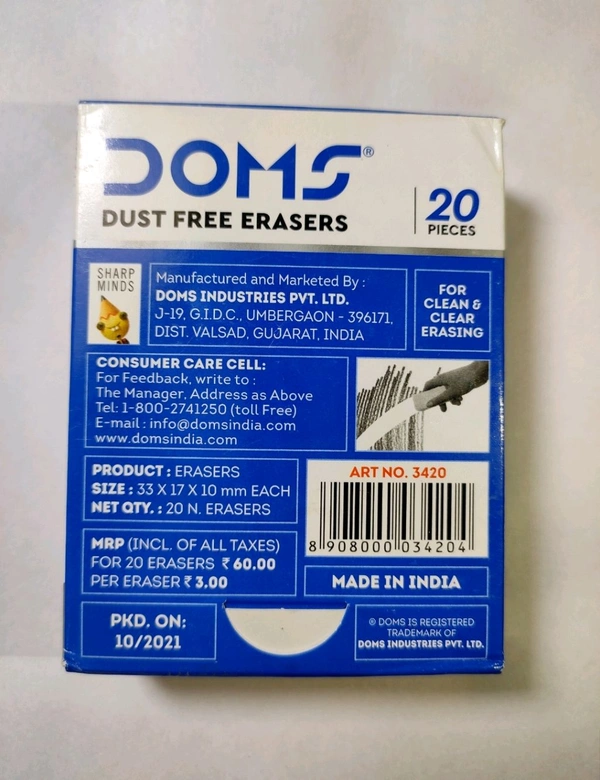 DOMS®
DUST FREE ERASERS
20
PIECES
SHARP
MINDS
Manufactured and Marketed By :
DOMS INDUSTRIES PVT. LTD.
J-19, G.I.D.C., UMBERGAON - 396171,
DIST. VALSAD, GUJARAT, INDIA
FOR
CLEAN &
CLEAR
ERASING
CONSUMER CARE CELL:
For Feedback, write to :
The Manager, Address as Above
Tel: 1-800-2741250 (toll Free)
E-mail : info@domsindia.com
www.domsindia.com
PRODUCT : ERASERS
SIZE : 33 X 17 X 10 mm EACH
NET QTY. : 20 N. ERASERS
ART NO. 3420
8 908000 034204
MRP (INCL. OF ALL TAXES)
FOR 20 ERASERS ₹ 60.00
PER ERASER ₹ 3.00
MADE IN INDIA
PKD. ON:
10/2021
® DOMS IS REGISTERED
TRADEMARK OF
DOMS INDUSTRIES PVT. LTD.